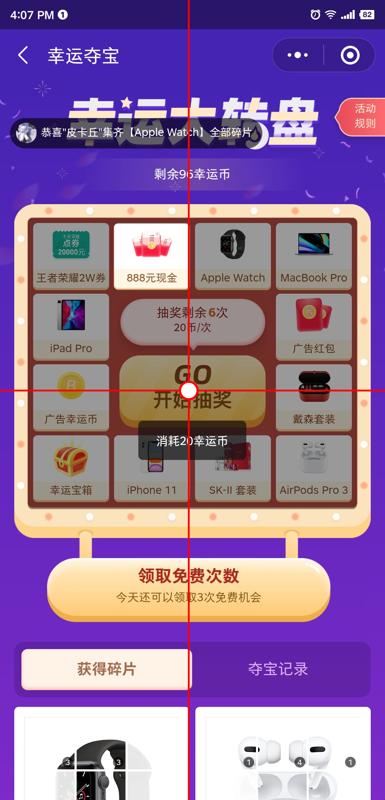 4:07 PM
82
幸运夺宝
幸运大转盘
活动
规则
恭喜"皮卡丘"集齐【Apple Watch】全部碎片
剩余96幸运币
点券
20000元
王者荣耀2W券
888元现金
Apple Watch
MacBook Pro
iPad Pro
抽奖剩余6次
20币/次
广告红包
GO
开始抽奖
广告幸运币
戴森套装
消耗20幸运币
幸运宝箱
iPhone 11
SK-II 套装
AirPods Pro 3
领取免费次数
今天还可以领取3次免费机会
获得碎片
夺宝记录
3
3
1
4
1